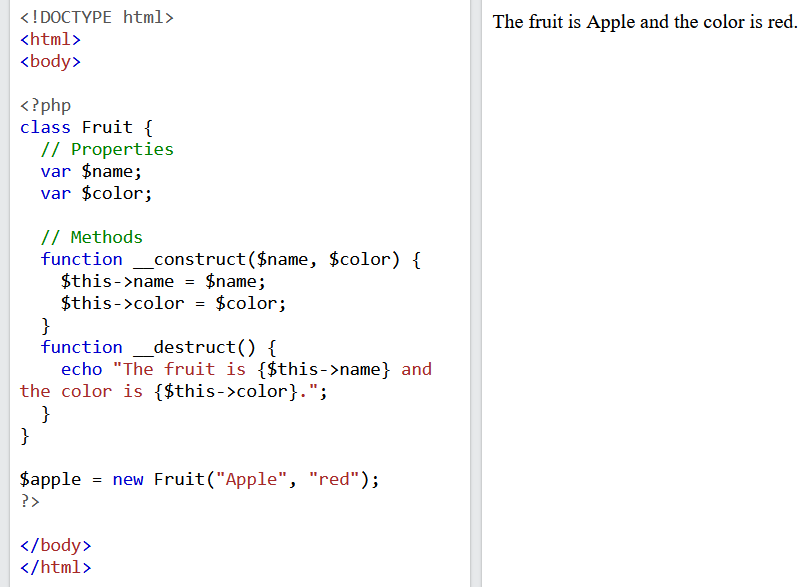 <!DOCTYPE html>
<html>
<body>

<?php
class Fruit {
  // Properties
  var $name;
  var $color;

  // Methods
  function __construct($name, $color) {
    $this->name = $name;
    $this->color = $color;
  }
  function __destruct() {
    echo "The fruit is {$this->name} and
the color is {$this->color}.";
  }
}

$apple = new Fruit("Apple", "red");
?>

</body>
</html>
The fruit is Apple and the color is red.